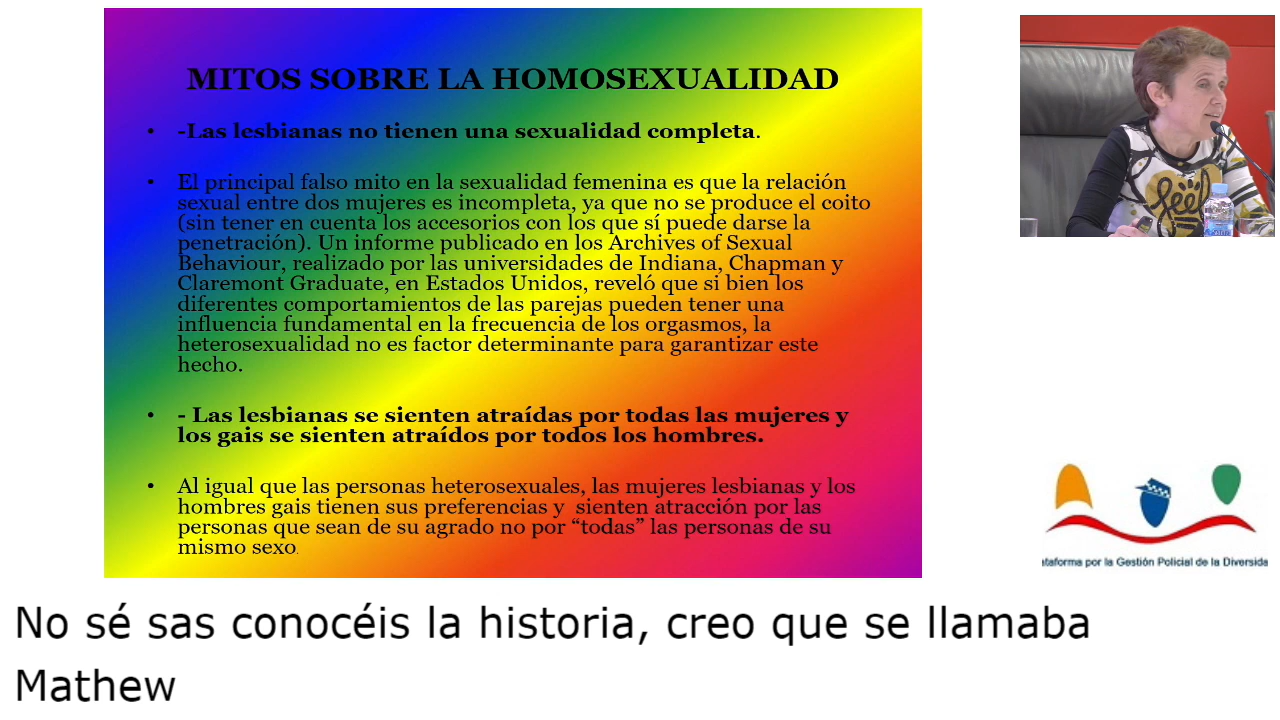 MITOS SOBRE LA HOMOSEXUALIDAD
• -Las lesbianas no tienen una sexualidad completa.
• El principal falso mito en la sexualidad femenina es que la relación
sexual entre dos mujeres es incompleta, ya que no se produce el coito
(sin tener en cuenta los accesorios con los que sí puede darse la
penetración). Un informe publicado en los Archives of Sexual
Behaviour, realizado por las universidades de Indiana, Chapman y
Claremont Graduate, en Estados Unidos, reveló que si bien los
diferentes comportamientos de las parejas pueden tener una
influencia fundamental en la frecuencia de los orgasmos, la
heterosexualidad no es factor determinante para garantizar este
hecho.
• - Las lesbianas se sienten atraídas por todas las mujeres y
los gais se sienten atraídos por todos los hombres.
• Al igual que las personas heterosexuales, las mujeres lesbianas y los
hombres gais tienen sus preferencias y sienten atracción por las
personas que sean de su agrado no por “todas” las personas de su
mismo sexo.
feel
ataforma por la Gestión Policial de la Diversida
No sé sas conocéis la historia, creo que se llamaba
Mathew